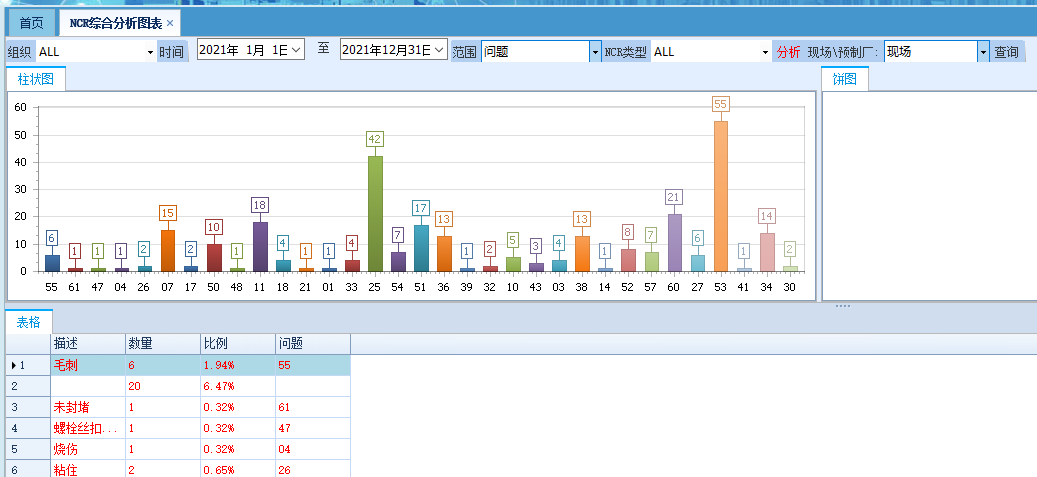 首页 NCR综合分析图表 ×
组织 ALL 时间 2021年 1月 1日 至 2021年12月31日 范围 问题 NCR类型 ALL 分析 现场\预制厂: 现场 查询
柱状图 饼图
60
50
40
30
20
10
0
6 1 1 1 2 15 2 10 1 18 4 1 1 4 42 7 17 13 1 2 5 3 4 13 1 8 7 21 6 55 1 14 2
55 61 47 04 26 07 17 50 48 11 18 21 01 33 25 54 51 36 39 32 10 43 03 38 14 52 57 60 27 53 41 34 30
表格
描述 数量 比例 问题
1 毛刺 6 1.94% 55
2 20 6.47%
3 未封堵 1 0.32% 61
4 螺栓丝扣... 1 0.32% 47
5 烧伤 1 0.32% 04
6 粘住 2 0.65% 26